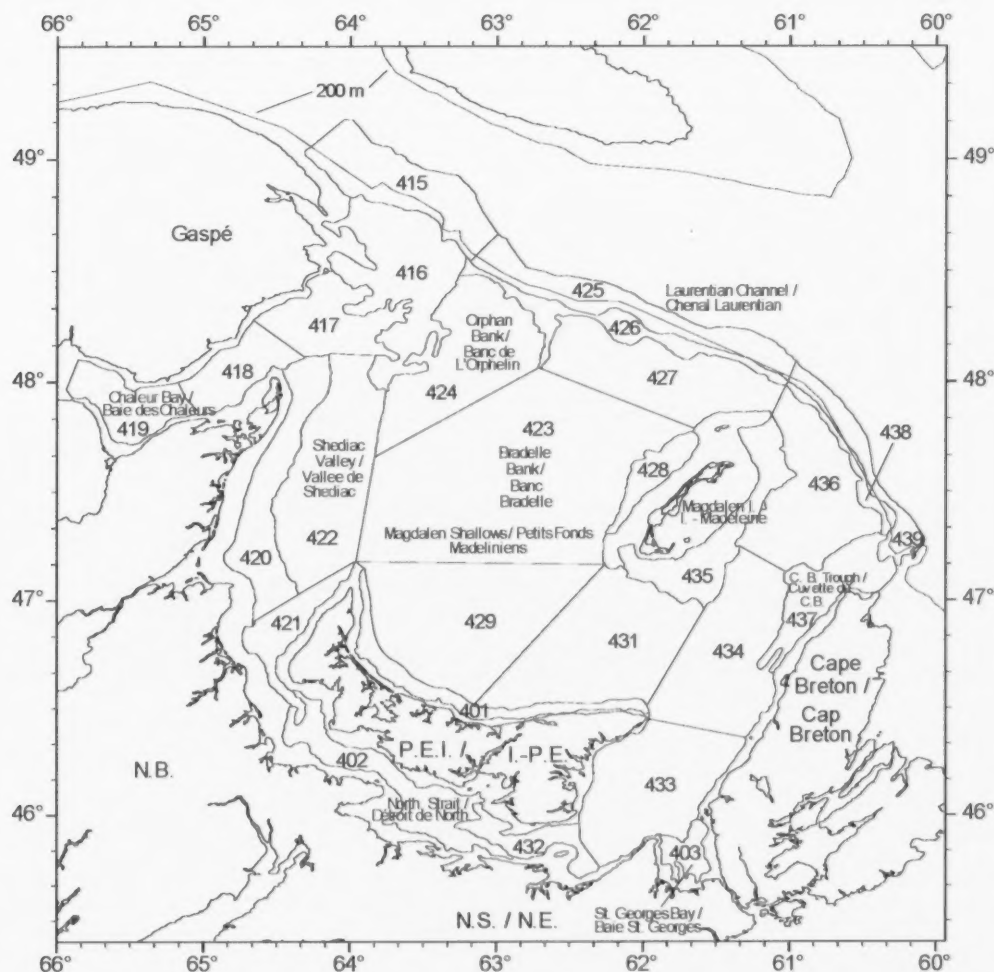 66° 65° 64° 63° 62° 61° 60°
200 m
49° 49°
415
Gaspé
416
425
Laurentian Channel /
Chenal Laurentian
417
Orphan
Bank/
Banc de
L'Orphelin
426
418
427
48° 48°
424
Chaleur Bay /
Baie des Chaleurs
419
423
438
Shediac
Valley /
Vallee de
Shediac
Bradelle
Bank/
Banc
Bradelle
428
436
Magdalen I. /
I. - Madeleine
422
Magdalen Shallows / Petits Fonds
Madeliniens
439
420
435
C. B. Trough /
Cuvette du
C.B.
47° 47°
421
429
431
434
437
Cape
Breton /
Cap
Breton
401
P.E.I. / I.-P.E.
402
N.B.
433
North. Strait /
Détroit de North.
46° 46°
432
403
St. Georges Bay /
Baie St. Georges
N.S. / N.E.
66° 65° 64° 63° 62° 61° 60°